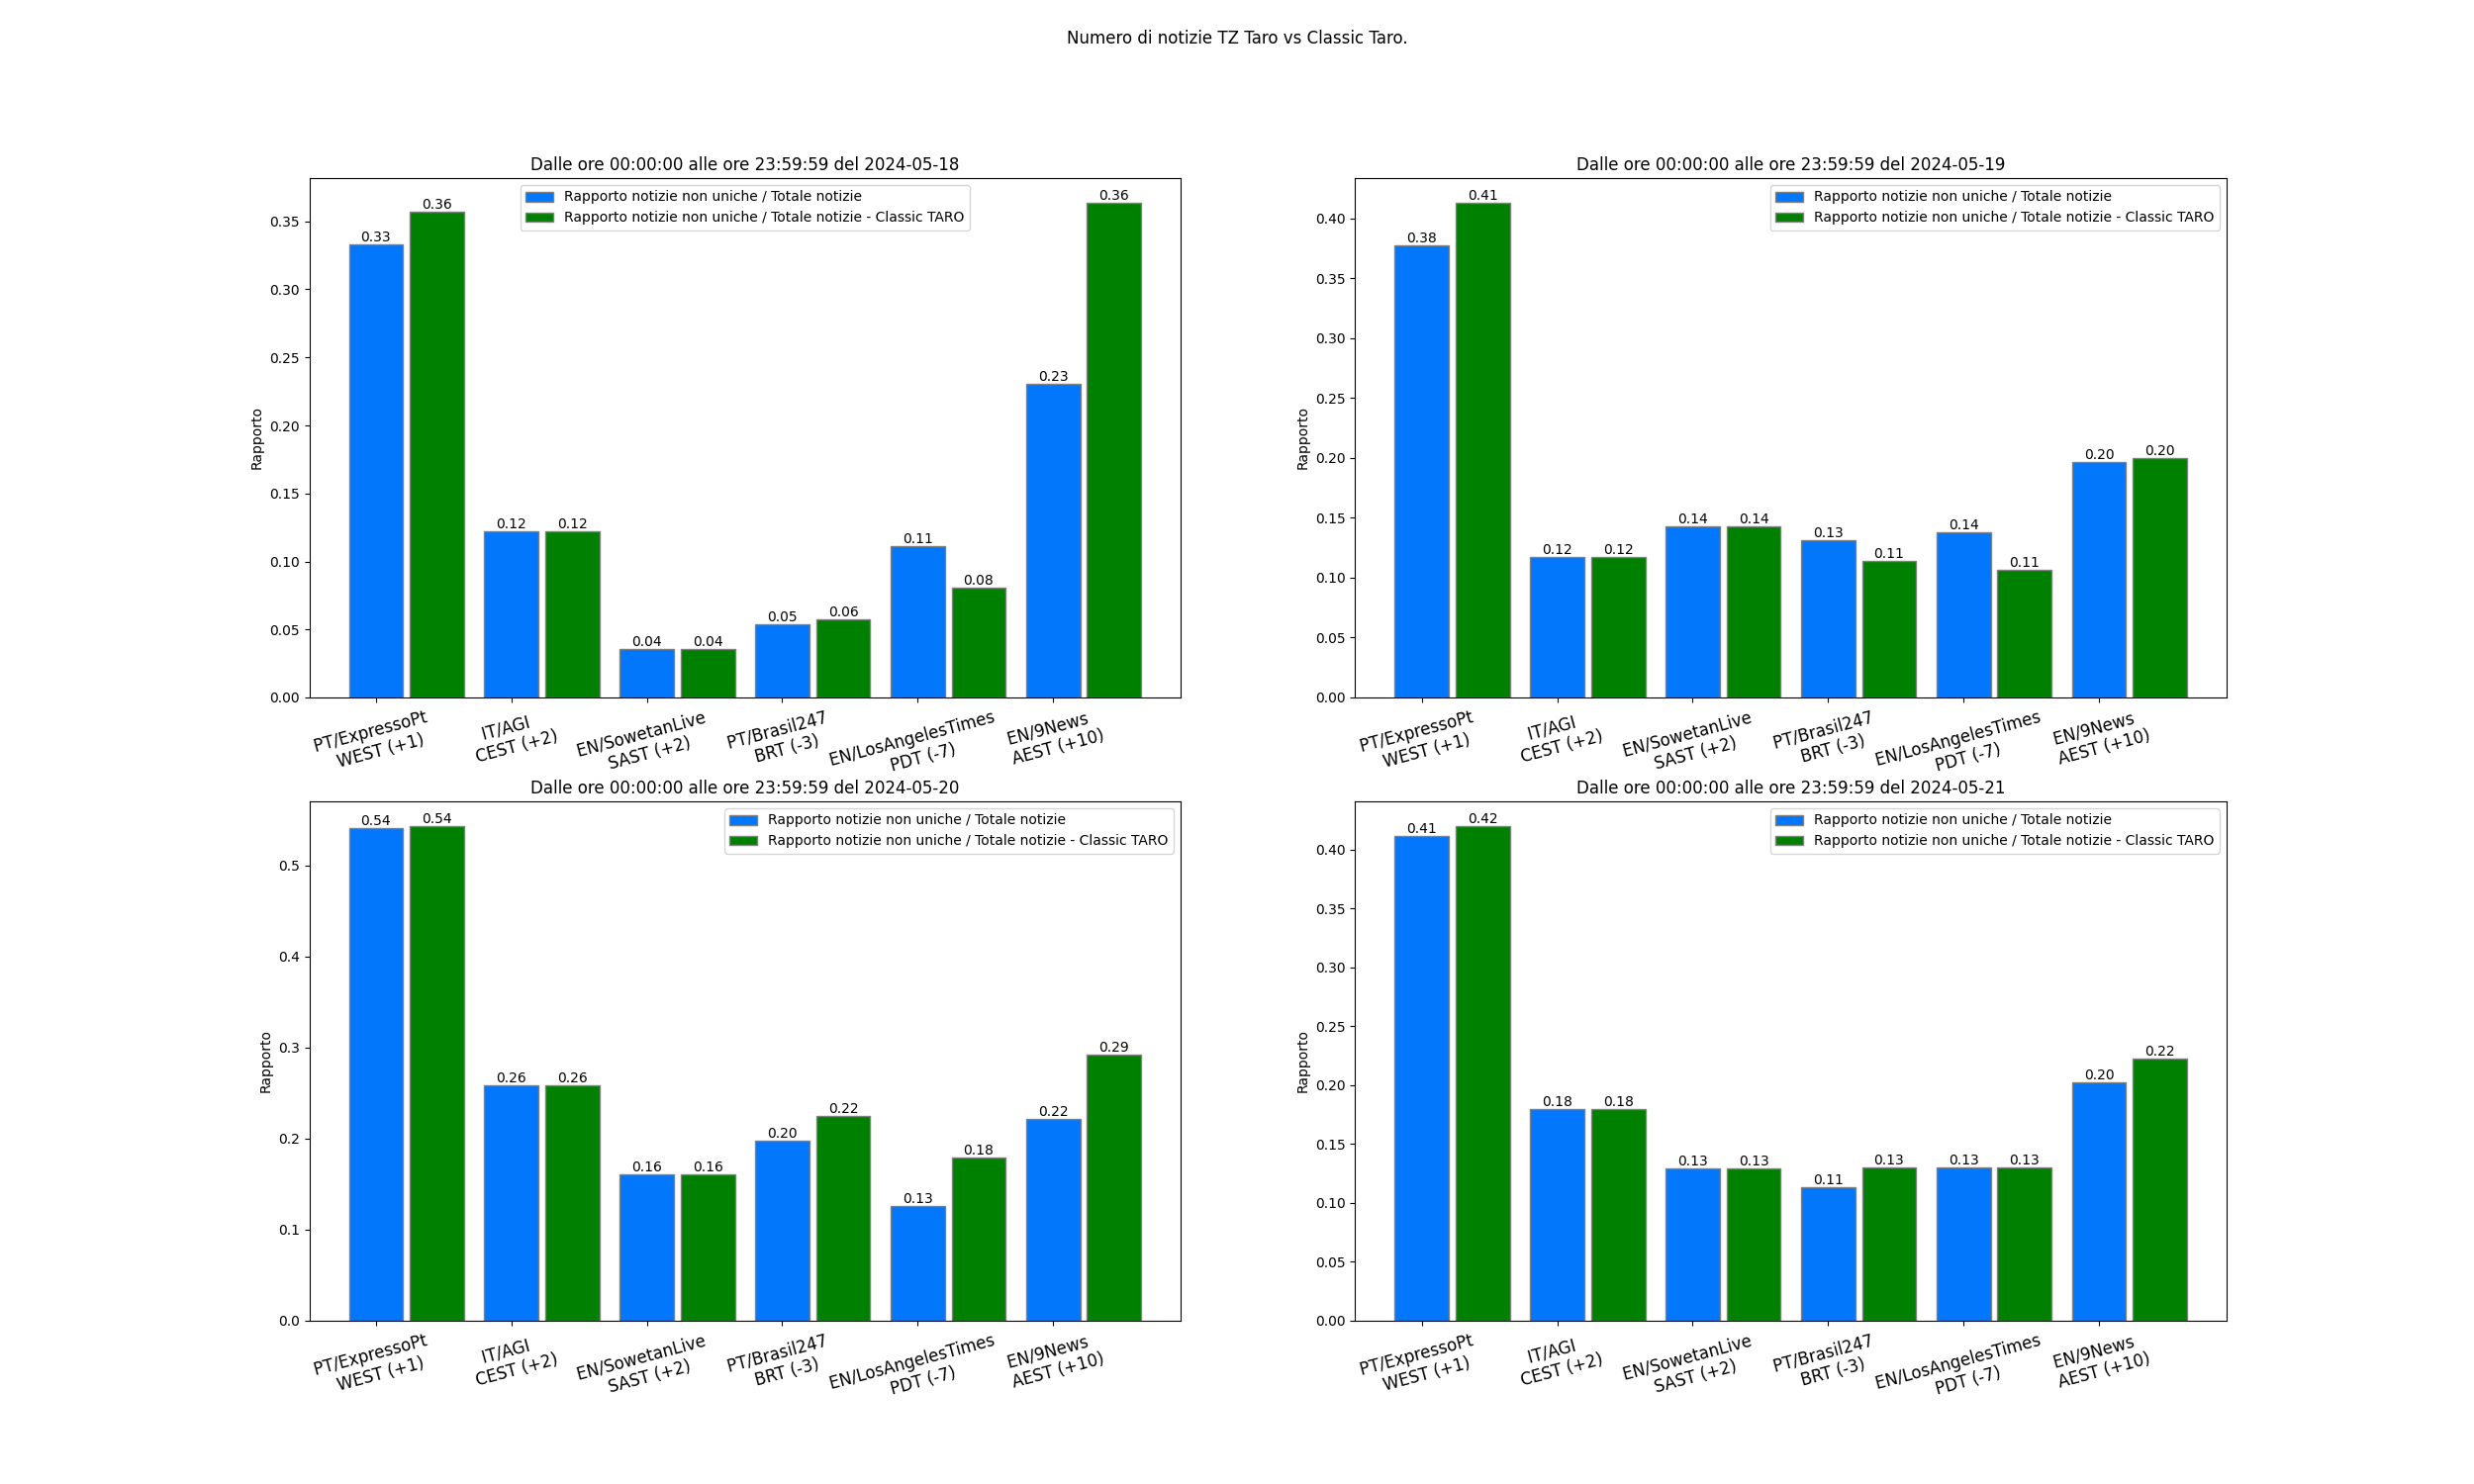 Numero di notizie TZ Taro vs Classic Taro.
Dalle ore 00:00:00 alle ore 23:59:59 del 2024-05-18
Rapporto notizie non uniche / Totale notizie
Rapporto notizie non uniche / Totale notizie - Classic TARO
Rapporto
0.35
0.30
0.25
0.20
0.15
0.10
0.05
0.00
0.33
0.36
0.12
0.12
0.04
0.04
0.05
0.06
0.11
0.08
0.23
0.36
PT/ExpressoPt
WEST (+1)
IT/AGI
CEST (+2)
EN/SowetanLive
SAST (+2)
PT/Brasil247
BRT (-3)
EN/LosAngelesTimes
PDT (-7)
EN/9News
AEST (+10)
Dalle ore 00:00:00 alle ore 23:59:59 del 2024-05-19
Rapporto notizie non uniche / Totale notizie
Rapporto notizie non uniche / Totale notizie - Classic TARO
Rapporto
0.40
0.35
0.30
0.25
0.20
0.15
0.10
0.05
0.00
0.38
0.41
0.12
0.12
0.14
0.14
0.13
0.11
0.14
0.11
0.20
0.20
PT/ExpressoPt
WEST (+1)
IT/AGI
CEST (+2)
EN/SowetanLive
SAST (+2)
PT/Brasil247
BRT (-3)
EN/LosAngelesTimes
PDT (-7)
EN/9News
AEST (+10)
Dalle ore 00:00:00 alle ore 23:59:59 del 2024-05-20
Rapporto notizie non uniche / Totale notizie
Rapporto notizie non uniche / Totale notizie - Classic TARO
Rapporto
0.5
0.4
0.3
0.2
0.1
0.0
0.54
0.54
0.26
0.26
0.16
0.16
0.20
0.22
0.13
0.18
0.22
0.29
PT/ExpressoPt
WEST (+1)
IT/AGI
CEST (+2)
EN/SowetanLive
SAST (+2)
PT/Brasil247
BRT (-3)
EN/LosAngelesTimes
PDT (-7)
EN/9News
AEST (+10)
Dalle ore 00:00:00 alle ore 23:59:59 del 2024-05-21
Rapporto notizie non uniche / Totale notizie
Rapporto notizie non uniche / Totale notizie - Classic TARO
Rapporto
0.40
0.35
0.30
0.25
0.20
0.15
0.10
0.05
0.00
0.41
0.42
0.18
0.18
0.13
0.13
0.11
0.13
0.13
0.13
0.20
0.22
PT/ExpressoPt
WEST (+1)
IT/AGI
CEST (+2)
EN/SowetanLive
SAST (+2)
PT/Brasil247
BRT (-3)
EN/LosAngelesTimes
PDT (-7)
EN/9News
AEST (+10)